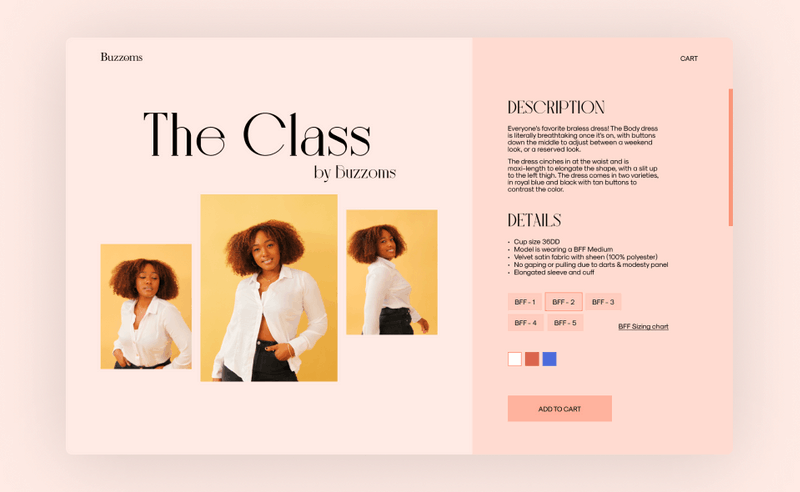 Buzzoms
CART
The Class
by Buzzoms
DESCRIPTION
Everyone's favorite braless dress! The Body dress
is literally breathtaking once it's on, with buttons
down the middle to adjust between a weekend
look, or a reserved look.
The dress cinches in at the waist and is
maxi-length to elongate the shape, with a slit up
to the left thigh. The dress comes in two varieties,
in royal blue and black with tan buttons to
contrast the color.
DETAILS
• Cup size 36DD
• Model is wearing a BFF Medium
• Velvet satin fabric with sheen (100% polyester)
• No gaping or pulling due to darts & modesty panel
• Elongated sleeve and cuff
BFF - 1 BFF - 2 BFF - 3
BFF - 4 BFF - 5 BFF Sizing chart
ADD TO CART